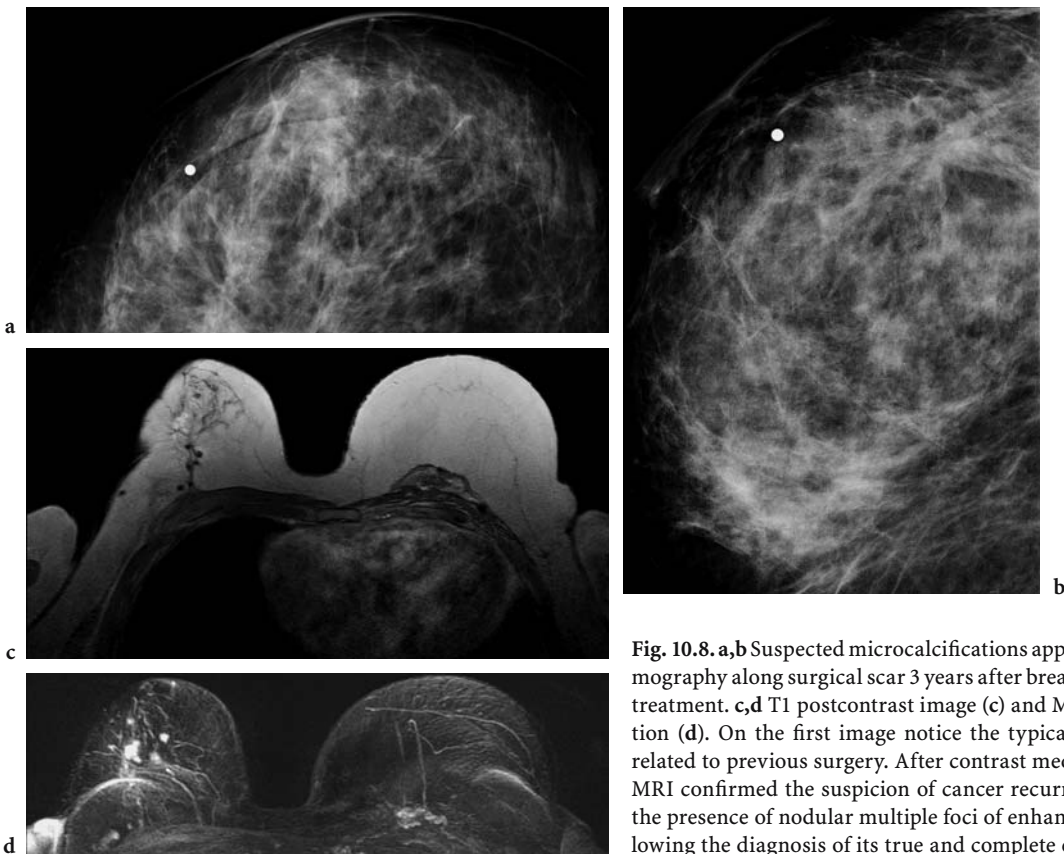 a
b
c
d
Fig. 10.8. a,b Suspected microcalcifications app
mography along surgical scar 3 years after brea
treatment. c,d T1 postcontrast image (c) and M
tion (d). On the first image notice the typica
related to previous surgery. After contrast med
MRI confirmed the suspicion of cancer recurr
the presence of nodular multiple foci of enhan
lowing the diagnosis of its true and complete e